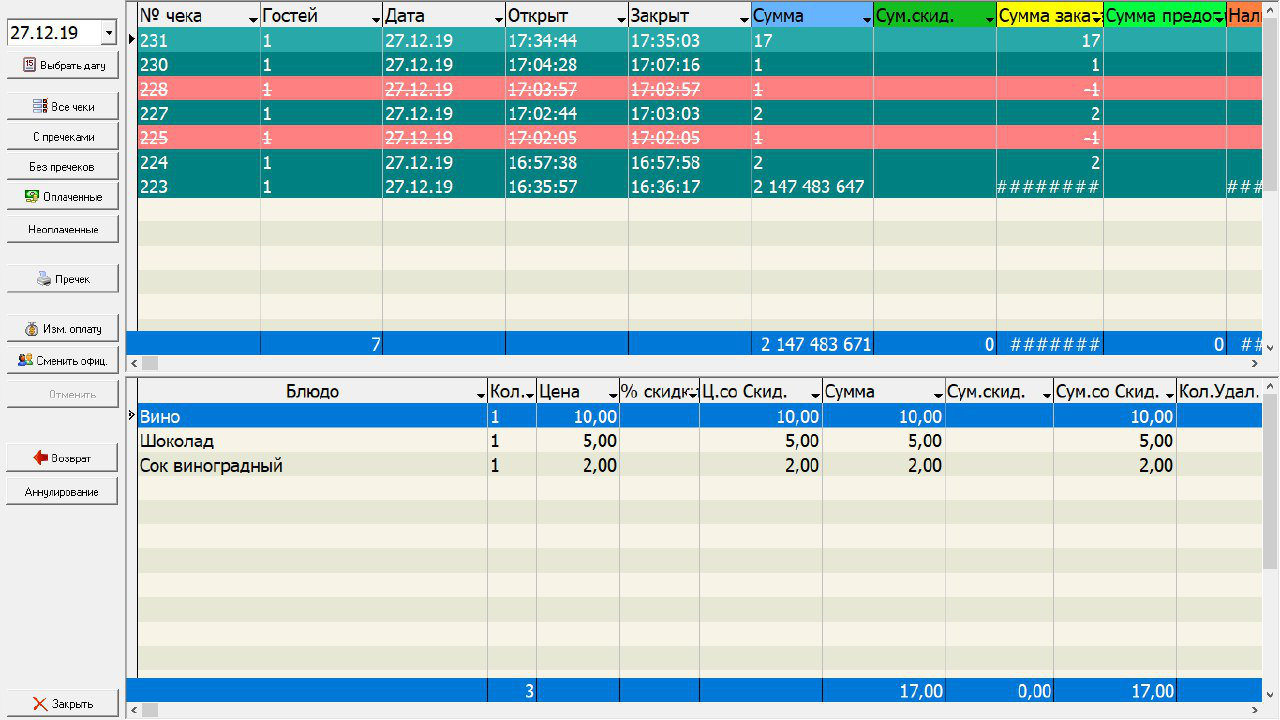 27.12.19
Выбрать дату
Все чеки
С пречеками
Без пречеков
Оплаченные
Неоплаченные
Пречек
Изм. оплату
Сменить офиц.
Отменить
Возврат
Аннулирование
Закрыть
№ чека Гостей Дата Открыт Закрыт Сумма Сум.скид. Сумма зака Сумма предог Нал
231 1 27.12.19 17:34:44 17:35:03 17 17
230 1 27.12.19 17:04:28 17:07:16 1 1
228 1 27.12.19 17:03:57 17:03:57 1 -1
227 1 27.12.19 17:02:44 17:03:03 2 2
225 1 27.12.19 17:02:05 17:02:05 1 -1
224 1 27.12.19 16:57:38 16:57:58 2 2
223 1 27.12.19 16:35:57 16:36:17 2 147 483 647 ######## ###
7 2 147 483 671 0 ####### 0 ##
Блюдо Кол. Цена % скидк Ц.со Скид. Сумма Сум.скид. Сум.со Скид. Кол.Удал.
Вино 1 10,00 10,00 10,00 10,00
Шоколад 1 5,00 5,00 5,00 5,00
Сок виноградный 1 2,00 2,00 2,00 2,00
3 17,00 0,00 17,00